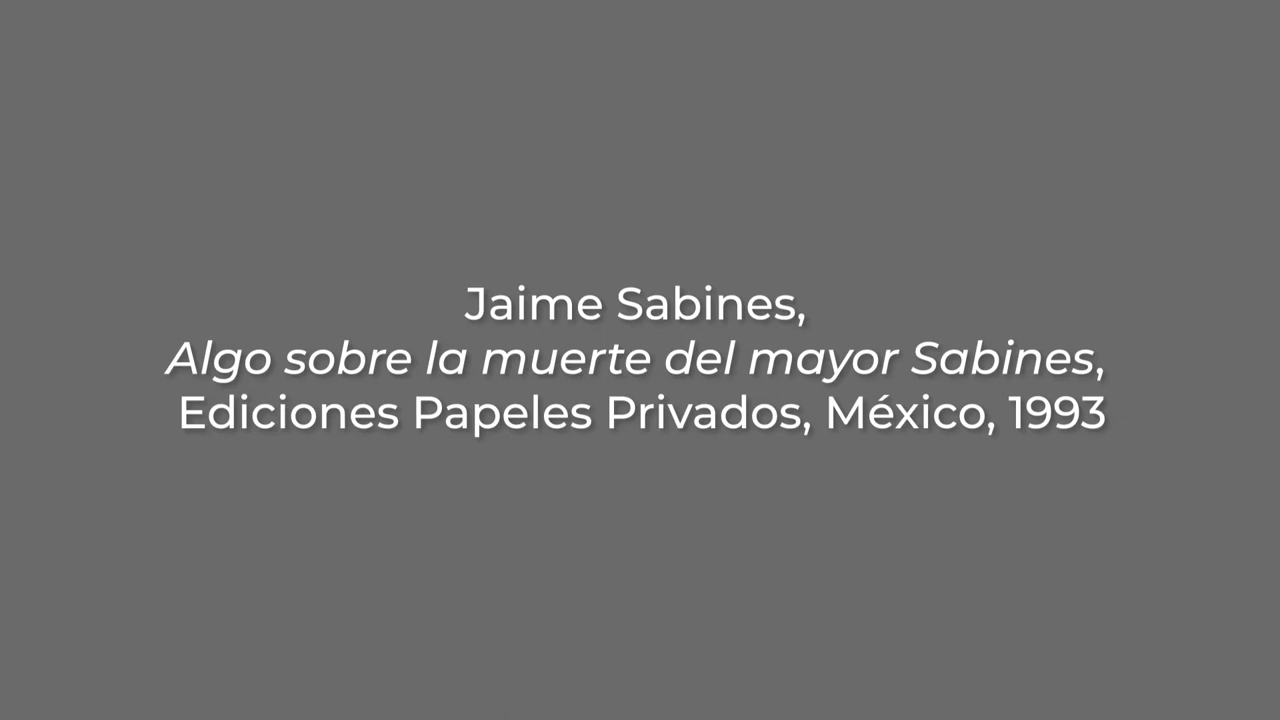 Jaime Sabines,
Algo sobre la muerte del mayor Sabines,
Ediciones Papeles Privados, México, 1993